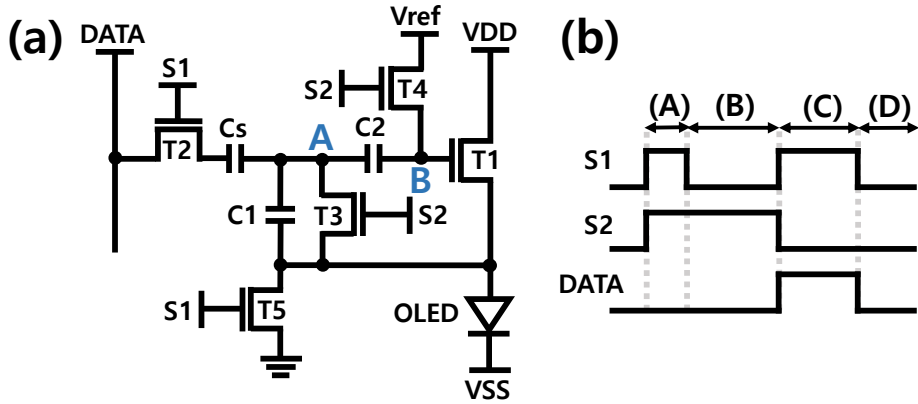 (a)
DATA
S1
T2
Cs
A
C2
Vref
S2
T4
VDD
B
T1
C1
T3
S2
S1
T5
OLED
VSS
(b)
(A) (B) (C) (D)
S1
S2
DATA